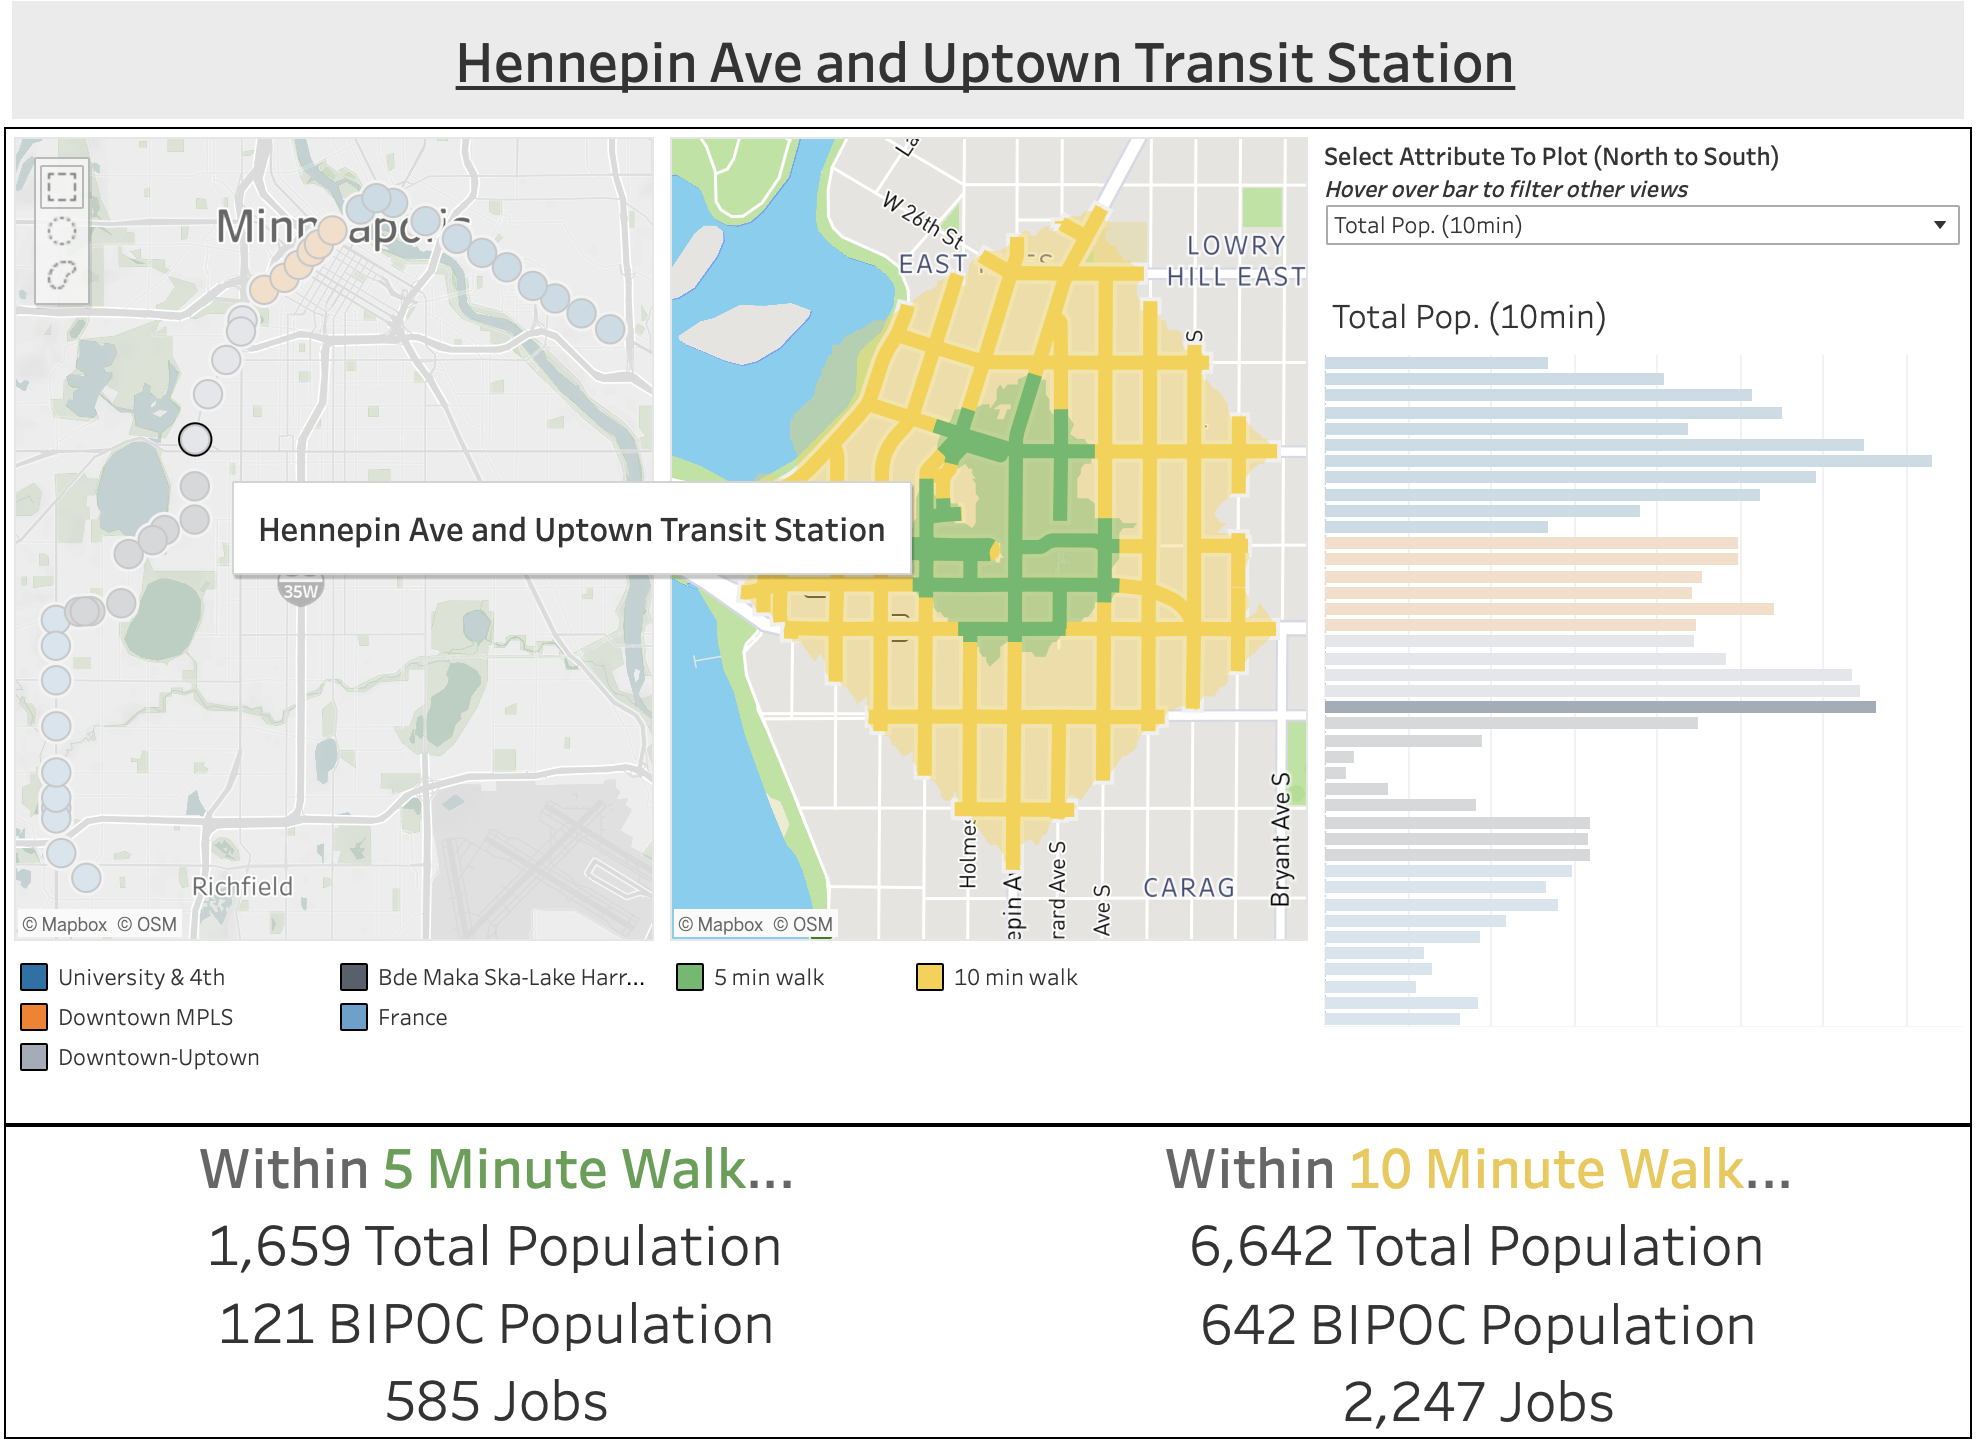 Hennepin Ave and Uptown Transit Station
Minneapolis
35W
Richfield
© Mapbox © OSM
W 26th St
EAST
LOWRY
HILL EAST
S
Hennepin Ave and Uptown Transit Station
Holmes
epin A
rard Ave S
Ave S
CARAG
Bryant Ave S
© Mapbox © OSM
Select Attribute To Plot (North to South)
Hover over bar to filter other views
Total Pop. (10min)
Total Pop. (10min)
University & 4th
Downtown MPLS
Downtown-Uptown
Bde Maka Ska-Lake Harr...
France
5 min walk
10 min walk
Within 5 Minute Walk...
1,659 Total Population
121 BIPOC Population
585 Jobs
Within 10 Minute Walk...
6,642 Total Population
642 BIPOC Population
2,247 Jobs